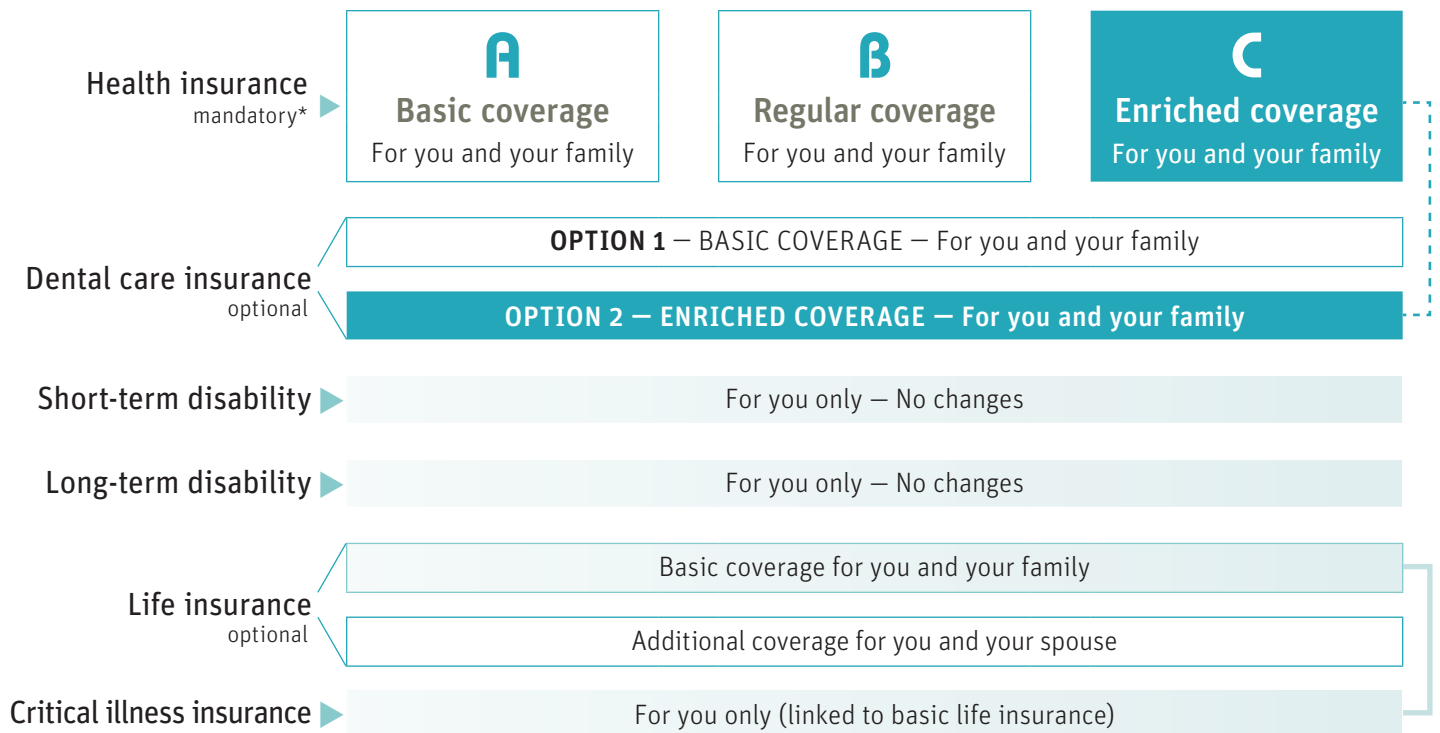 Health insurance
mandatory*
A
Basic coverage
For you and your family
B
Regular coverage
For you and your family
C
Enriched coverage
For you and your family
Dental care insurance
optional
OPTION 1 — BASIC COVERAGE — For you and your family
OPTION 2 — ENRICHED COVERAGE — For you and your family
Short-term disability
For you only — No changes
Long-term disability
For you only — No changes
Life insurance
optional
Basic coverage for you and your family
Additional coverage for you and your spouse
Critical illness insurance
For you only (linked to basic life insurance)